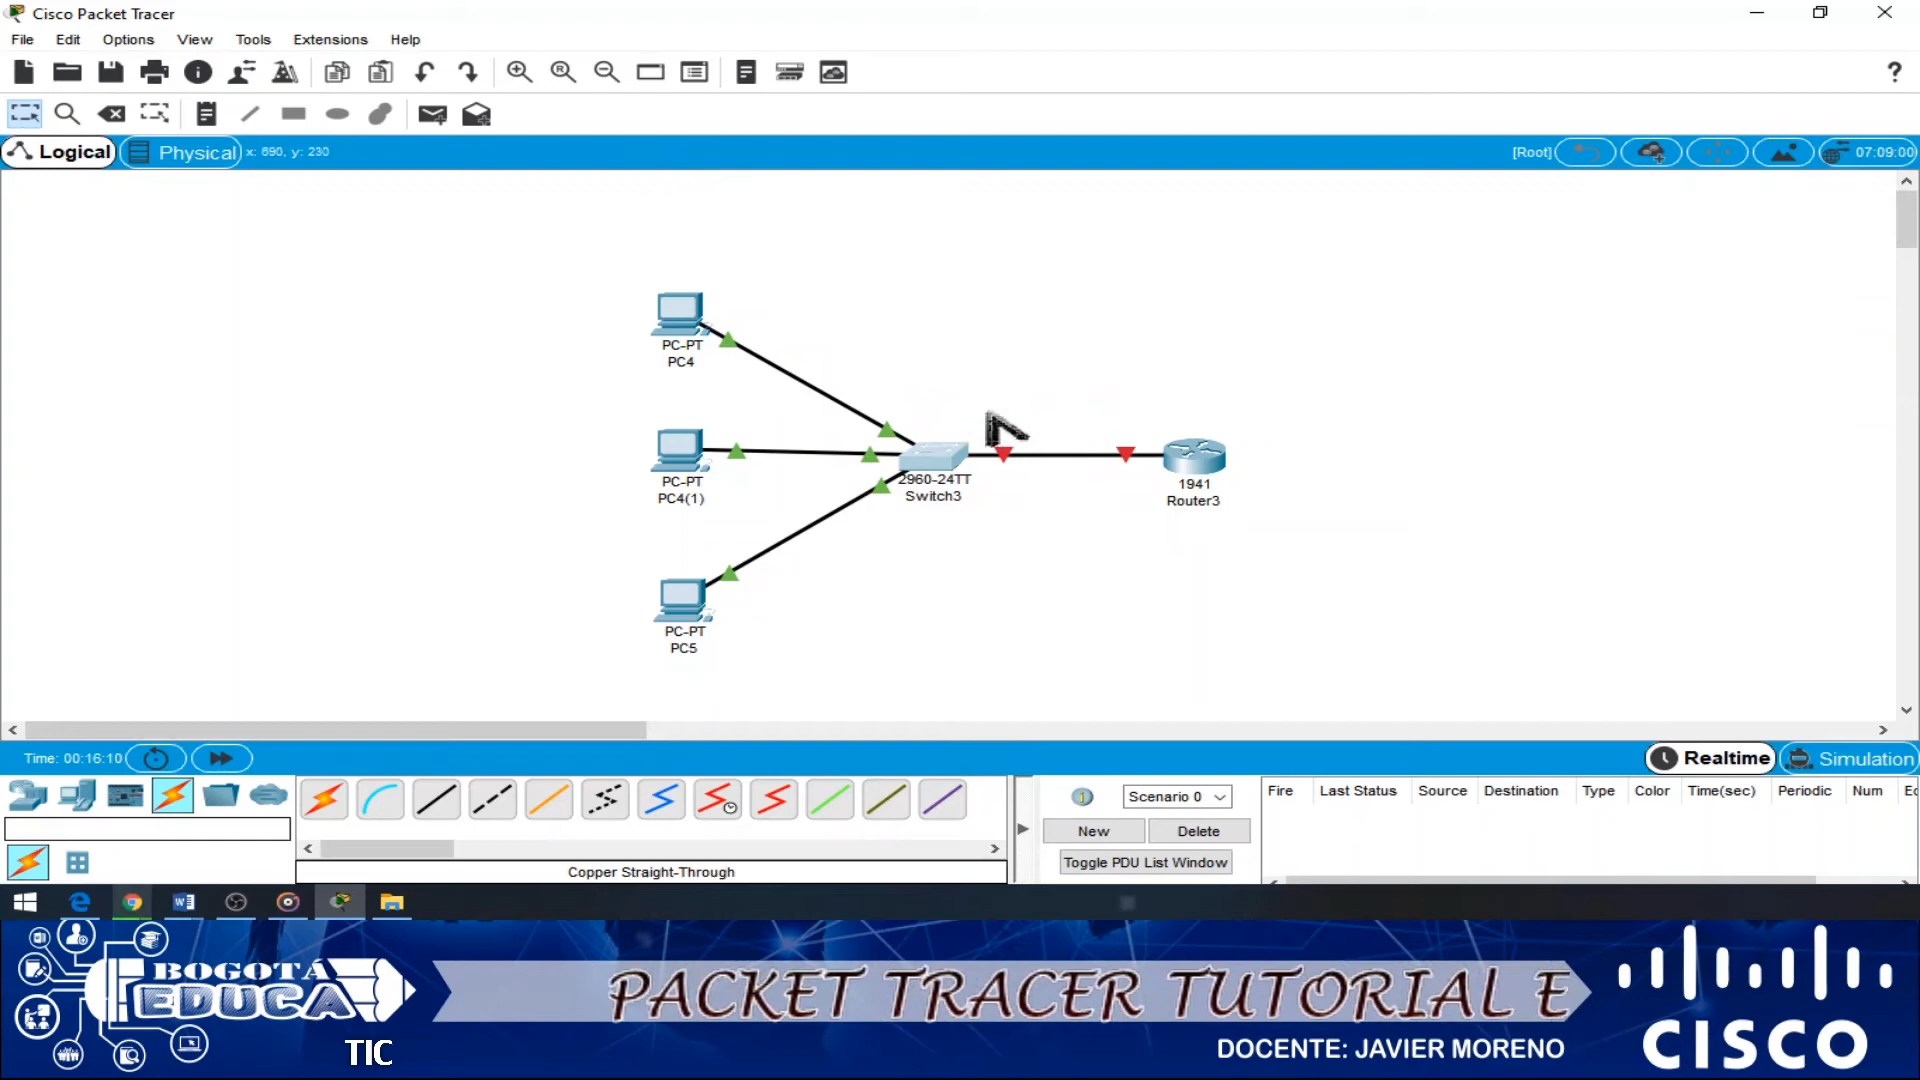 Cisco Packet Tracer
File Edit Options View Tools Extensions Help
?
Logical Physical x: 690, y: 230 [Root] 07:09:00
PC-PT
PC4
PC-PT
PC4(1)
2960-24TT
Switch3
1941
Router3
PC-PT
PC5
Time: 00:16:10 Realtime Simulation
Scenario 0
New Delete
Toggle PDU List Window
Fire Last Status Source Destination Type Color Time(sec) Periodic Num
Copper Straight-Through
BOGOTÁ
EDUCA
TIC
PACKET TRACER TUTORIAL E
DOCENTE: JAVIER MORENO
CISCO